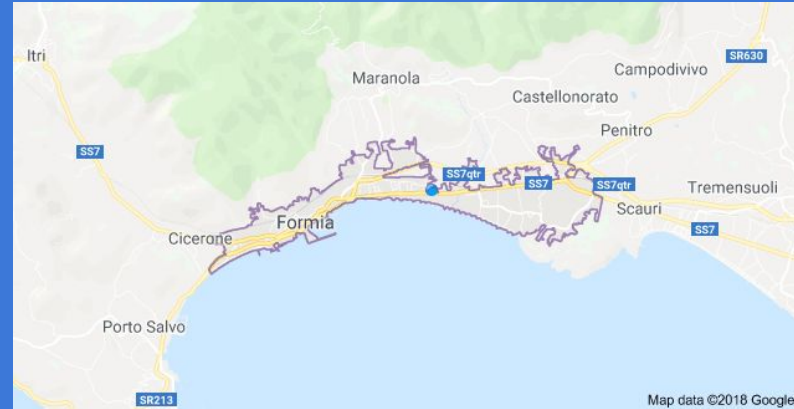 Itri
Maranola
Campodivivo
SR630
Castellonorato
Penitro
SS7
SS7qtr
SS7
SS7qtr
Tremensuoli
Scauri
Formia
Cicerone
SS7
Porto Salvo
SR213
Map data ©2018 Google